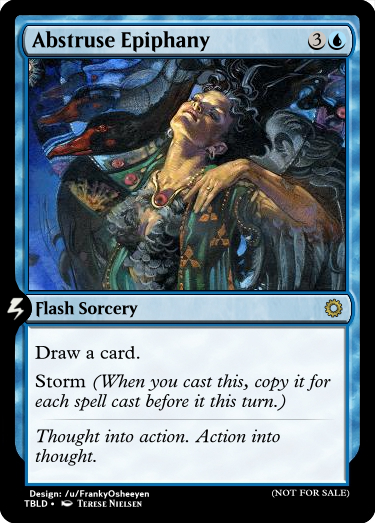 Abstruse Epiphany 3
Flash Sorcery
Draw a card.
Storm (When you cast this, copy it for
each spell cast before it this turn.)
Thought into action. Action into
thought.
Design: /u/FrankyOsheeyen (NOT FOR SALE)
TBLD • Terese Nielsen